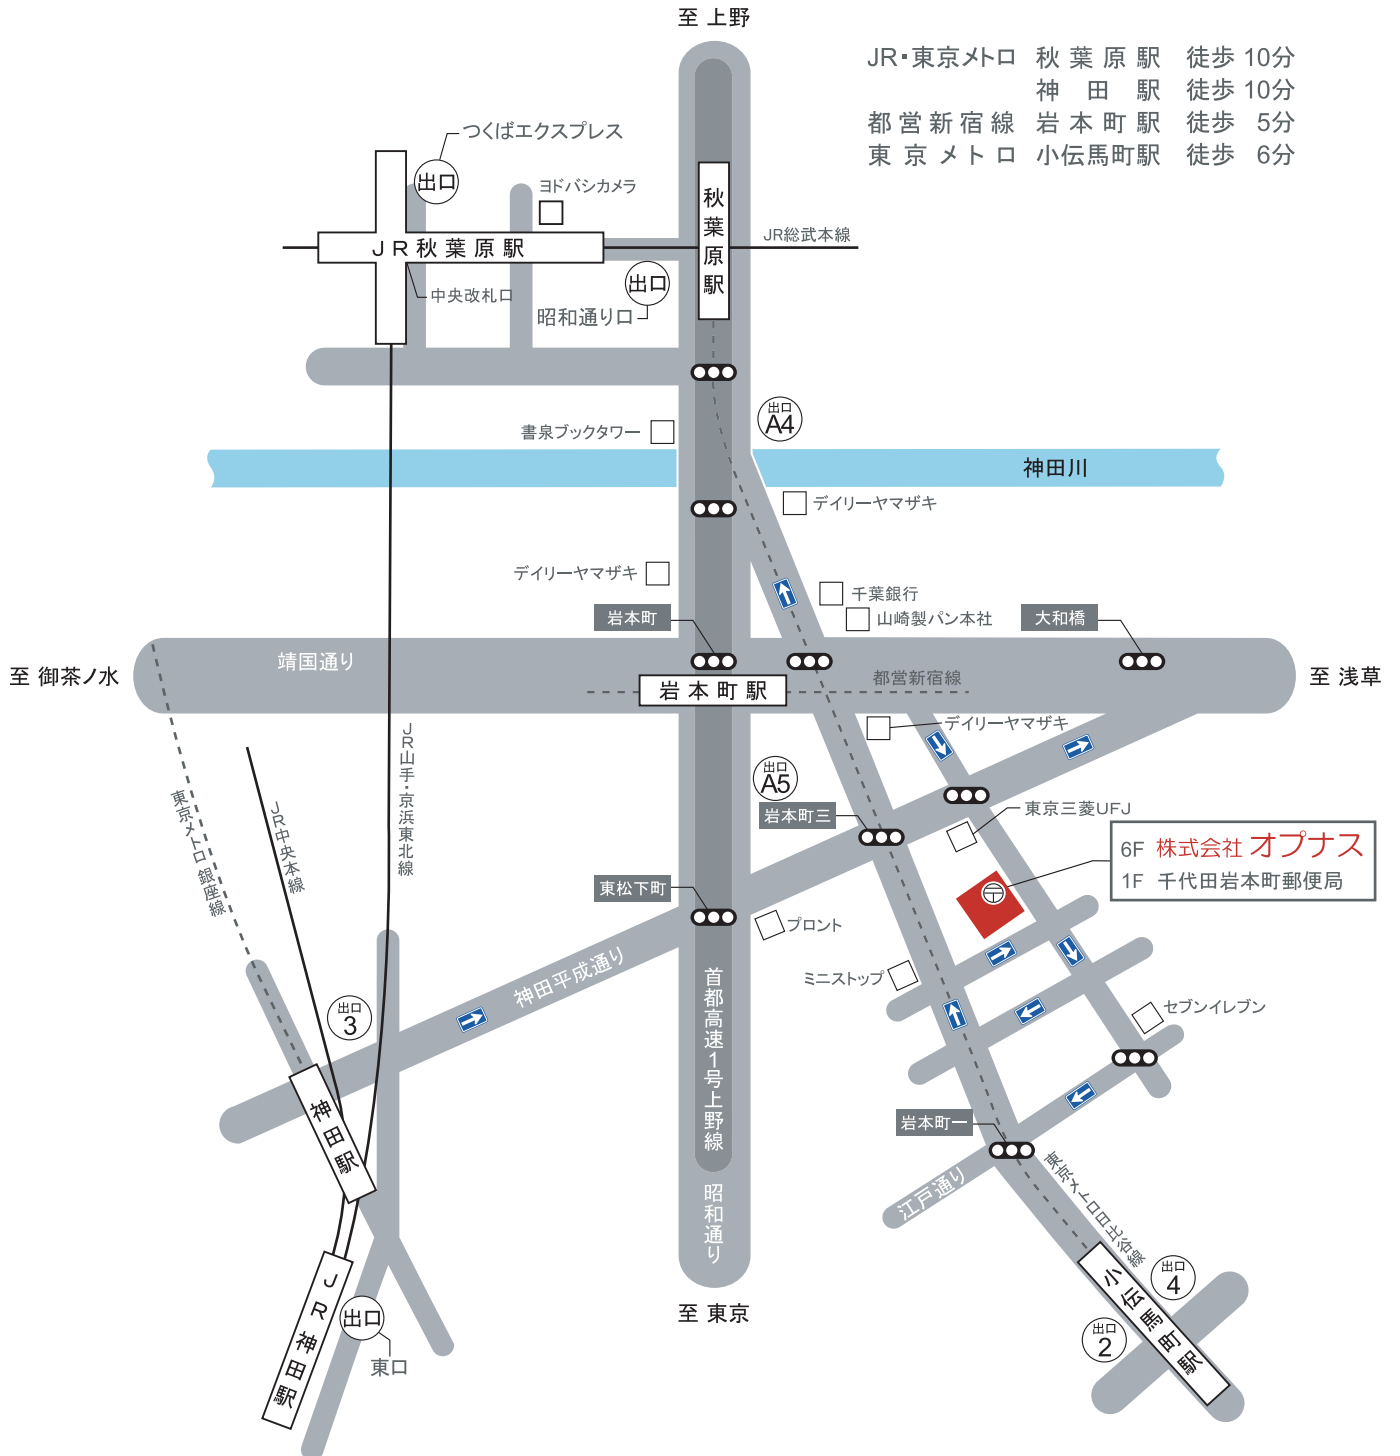 至 上野
JR・東京メトロ 秋葉原駅 徒歩 10分
神田駅 徒歩 10分
都営新宿線 岩本町駅 徒歩 5分
東京メトロ 小伝馬町駅 徒歩 6分
つくばエクスプレス
出口
ヨドバシカメラ
秋葉原駅
JR秋葉原駅
JR総武本線
出口
中央改札口
昭和通り口
出口
A4
書泉ブックタワー
神田川
デイリーヤマザキ
デイリーヤマザキ
千葉銀行
岩本町
山崎製パン本社
大和橋
靖国通り
至 御茶ノ水
岩本町駅
都営新宿線
至 浅草
デイリーヤマザキ
JR山手・京浜東北線
出口
A5
東京メトロ銀座線
JR中央本線
岩本町三
東京三菱UFJ
6F 株式会社 オプナス
1F 千代田岩本町郵便局
東松下町
プロント
神田平成通り
ミニストップ
首都高速1号上野線
出口
3
セブンイレブン
神田駅
岩本町一
江戸通り
東京メトロ日比谷線
昭和通り
小伝馬町駅
出口
4
JR神田駅
出口
東口
至 東京
出口
2